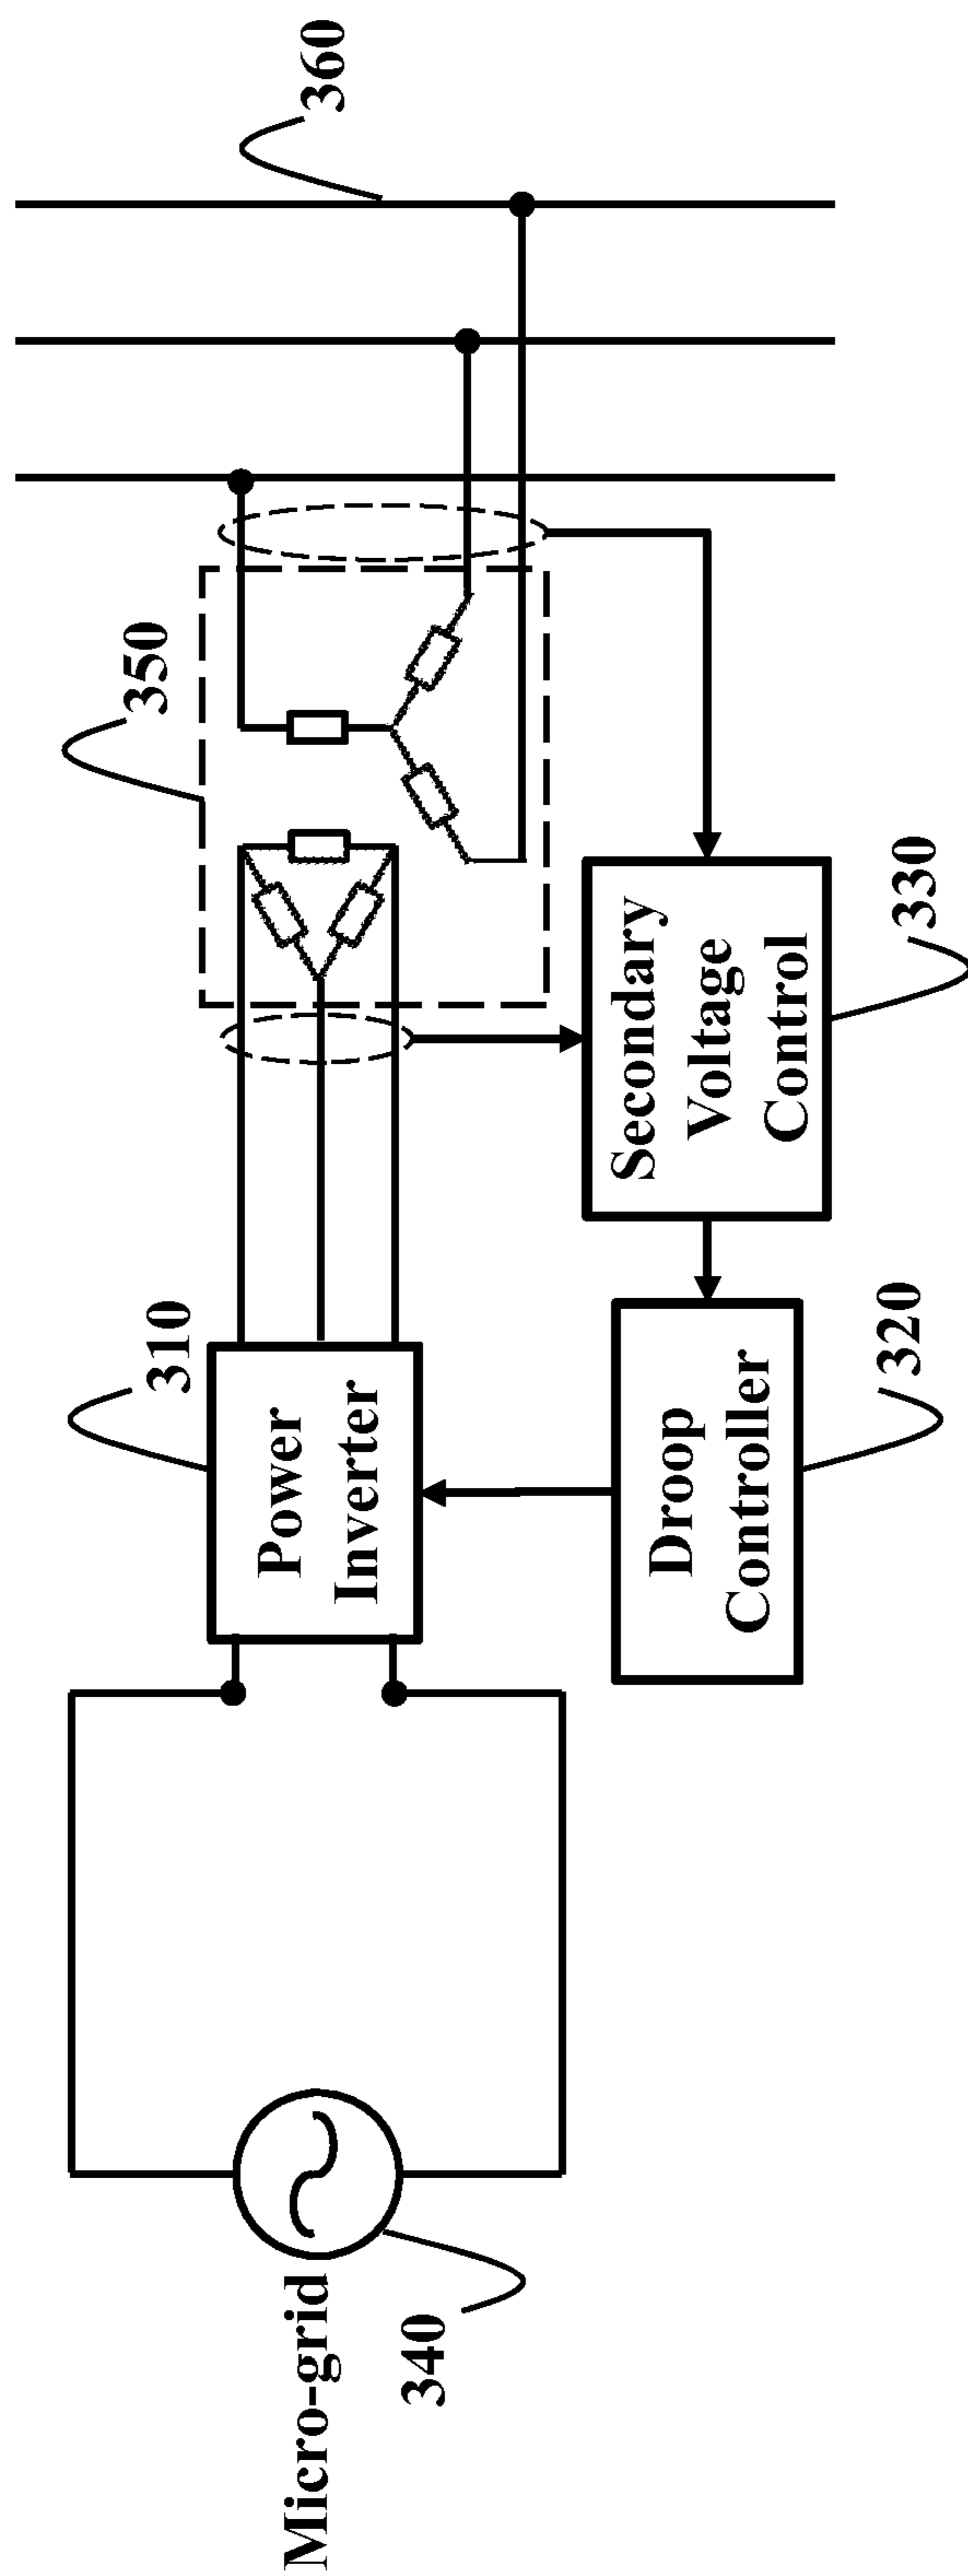 350
360
310
Power
Inverter
Micro-grid
340
Droop
Controller
320
Secondary
Voltage
Control
330